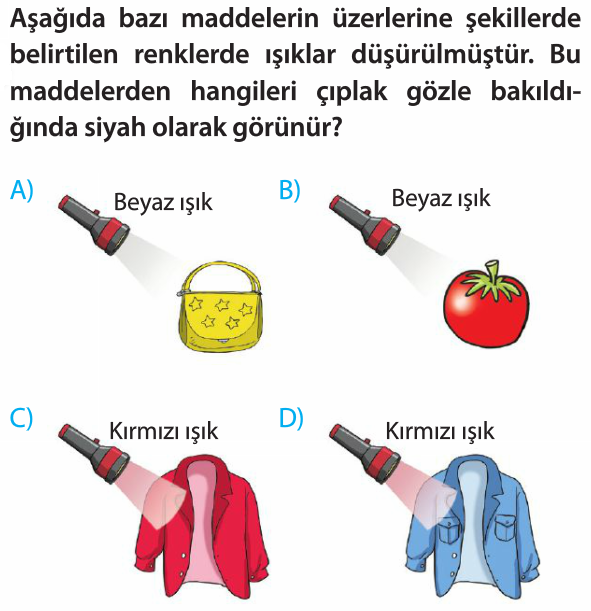 Aşağıda bazı maddelerin üzerlerine şekillerde
belirtilen renklerde ışıklar düşürülmüştür. Bu
maddelerden hangileri çıplak gözle bakıldı-
ğında siyah olarak görünür?
A) Beyaz ışık
B) Beyaz ışık
C) Kırmızı ışık
D) Kırmızı ışık